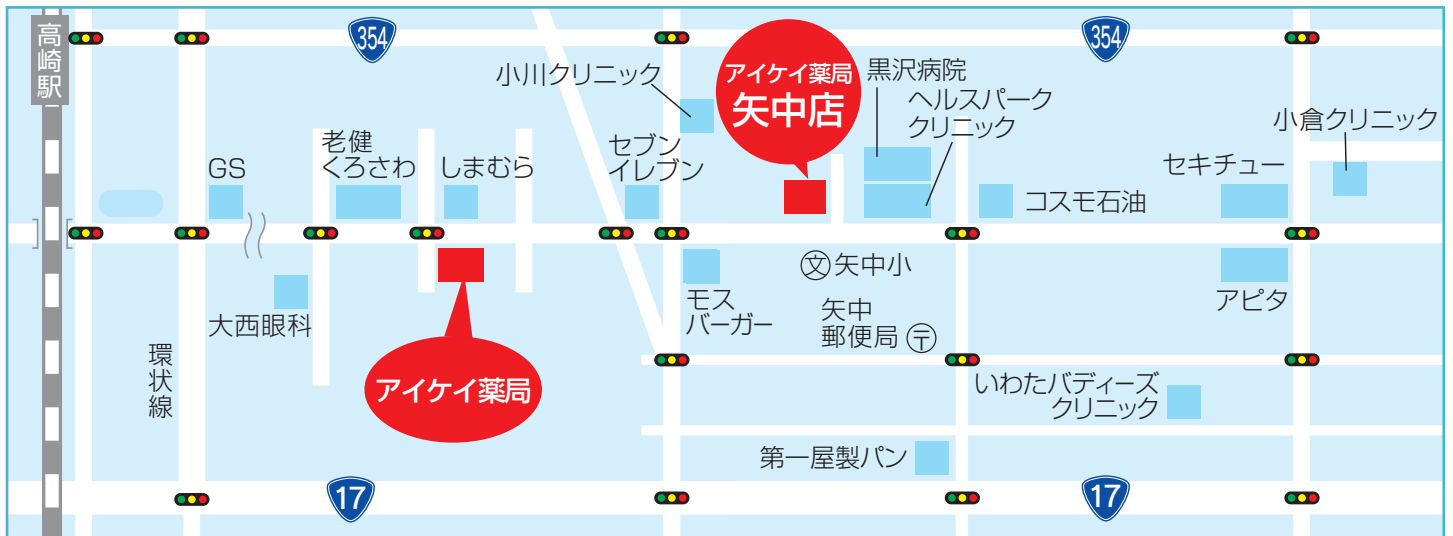 高崎駅
354
354
小川クリニック
アイケイ薬局
矢中店
黒沢病院
ヘルスパーク
クリニック
小倉クリニック
GS
老健
くろさわ
しまむら
セブン
イレブン
コスモ石油
セキチュー
大西眼科
モス
バーガー
文 矢中小
矢中
郵便局 〒
アピタ
環状線
アイケイ薬局
いわたバディーズ
クリニック
第一屋製パン
17
17